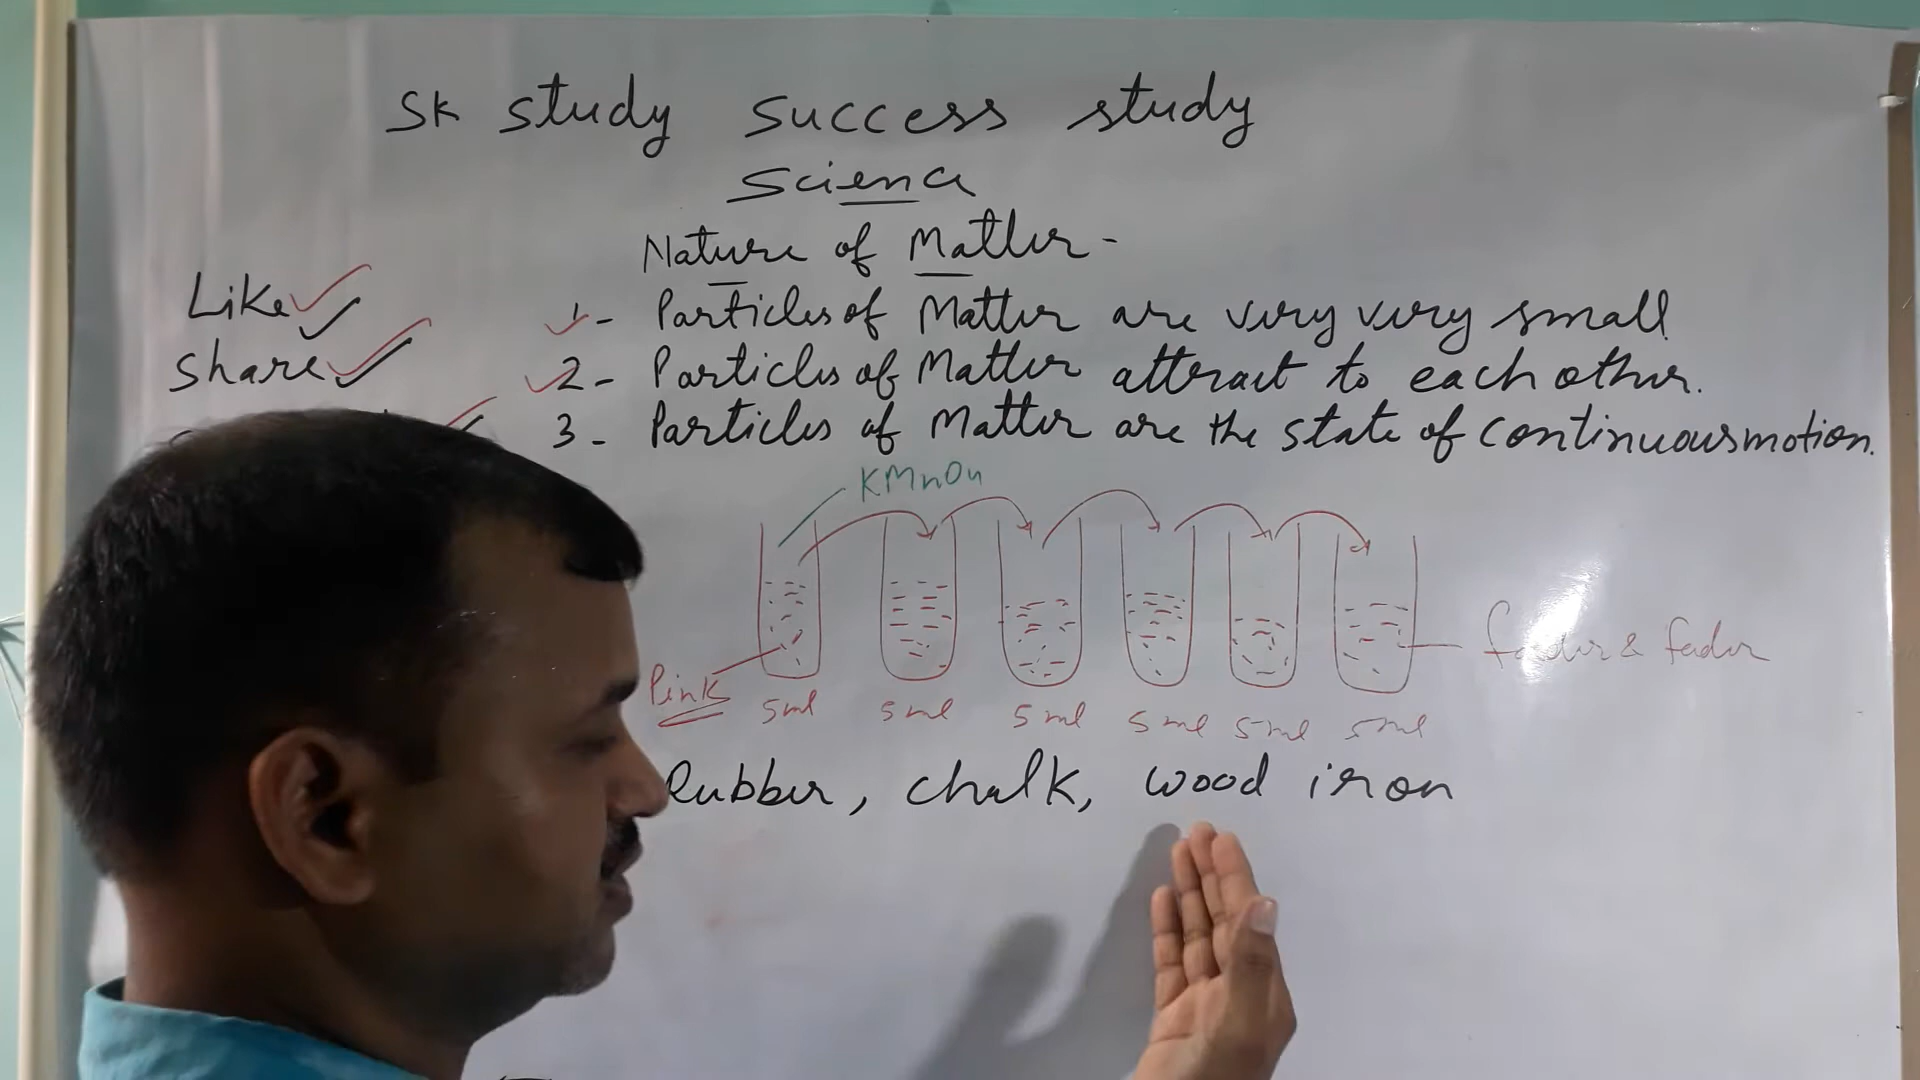 SK study success study
Science
Nature of Matter -
Like
Share
1- Particles of Matter are very very small
2- Particles of Matter attract to each other.
3- Particles of Matter are the state of continuous motion.
KMnO4
Pink
fader & fader
5ml 5ml 5ml 5ml 5ml 5ml
Rubber, chalk, wood iron